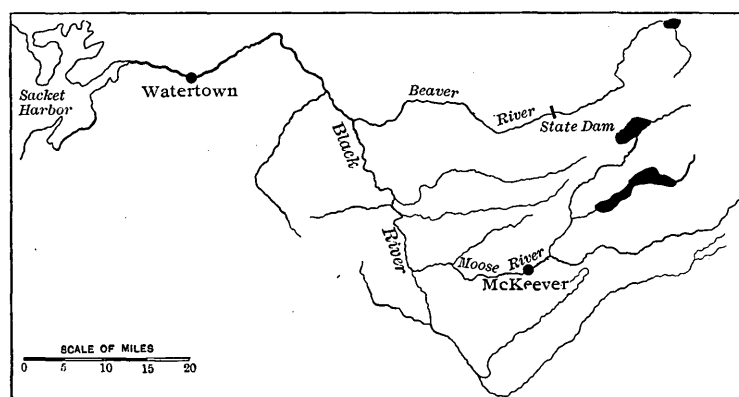 Sacket
Harbor
Watertown
Beaver
River
State Dam
Black
River
Moose River
McKeever
SCALE OF MILES
0 5 10 15 20